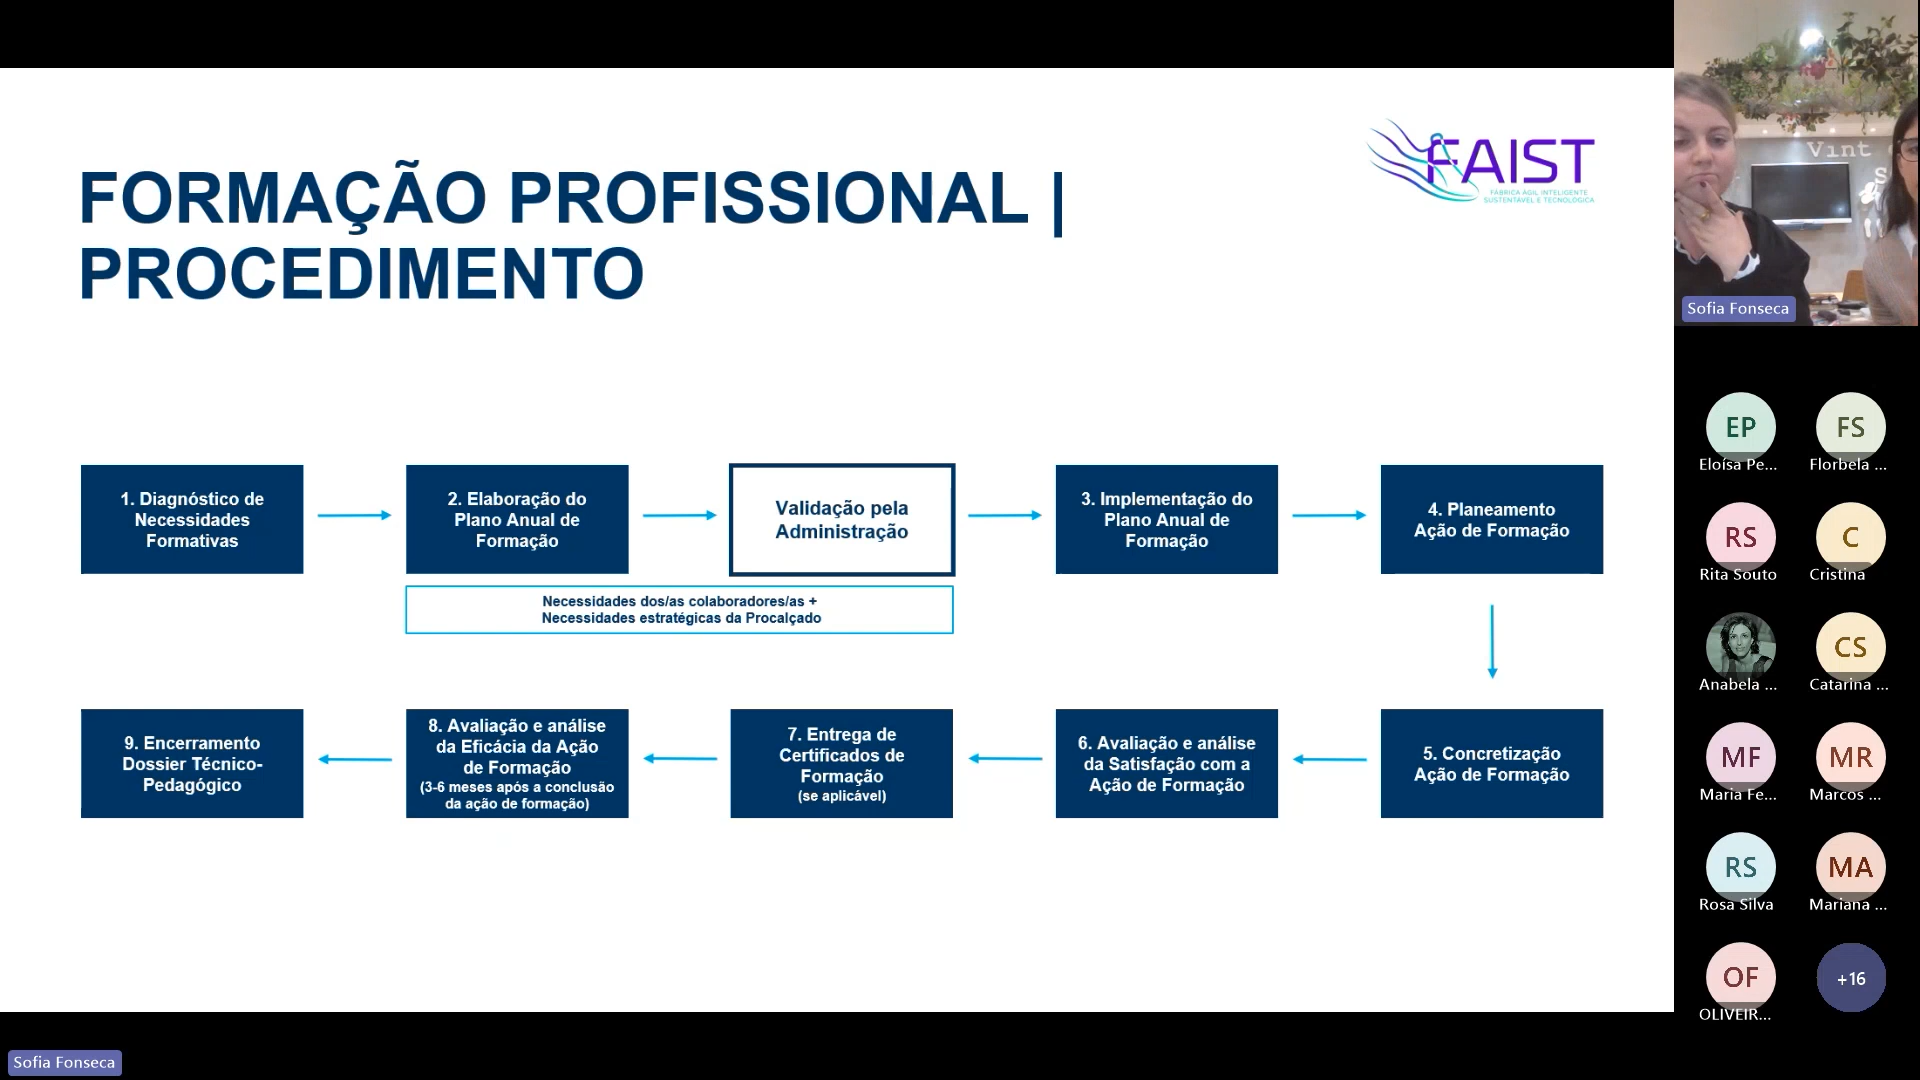 FORMAÇÃO PROFISSIONAL |
PROCEDIMENTO
FAIST
FÁBRICA ÁGIL INTELIGENTE
SUSTENTÁVEL E TECNOLÓGICA
1. Diagnóstico de
Necessidades
Formativas
2. Elaboração do
Plano Anual de
Formação
Validação pela
Administração
3. Implementação do
Plano Anual de
Formação
4. Planeamento
Ação de Formação
Necessidades dos/as colaboradores/as +
Necessidades estratégicas da Procalçado
9. Encerramento
Dossier Técnico-
Pedagógico
8. Avaliação e análise
da Eficácia da Ação
de Formação
(3-6 meses após a conclusão
da ação de formação)
7. Entrega de
Certificados de
Formação
(se aplicável)
6. Avaliação e análise
da Satisfação com a
Ação de Formação
5. Concretização
Ação de Formação
Vint
Sofia Fonseca
EP
Eloísa Pe...
FS
Florbela ...
RS
Rita Souto
C
Cristina
Anabela ...
CS
Catarina ...
MF
Maria Fe...
MR
Marcos ...
RS
Rosa Silva
MA
Mariana ...
OF
OLIVEIR...
+16
Sofia Fonseca